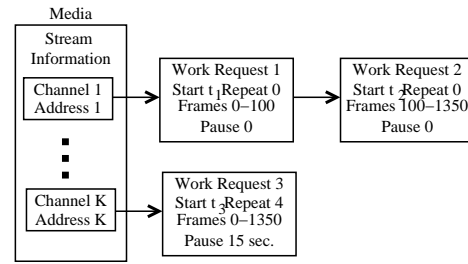 Media
Stream
Information
Channel 1
Address 1
Channel K
Address K
Work Request 1
Start t1 Repeat 0
Frames 0–100
Pause 0
Work Request 2
Start t2 Repeat 0
Frames 100–1350
Pause 0
Work Request 3
Start t3 Repeat 4
Frames 0–1350
Pause 15 sec.